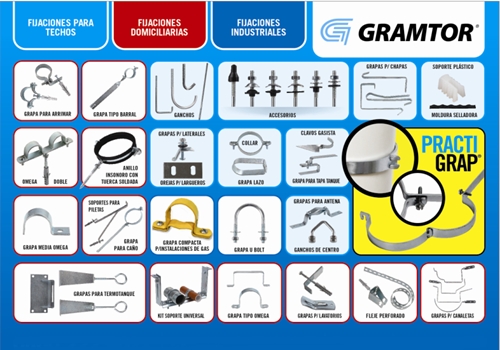 FIJACIONES PARA
TECHOS
FIJACIONES
DOMICILIARIAS
FIJACIONES
INDUSTRIALES
GRAMTOR®
GRAPA PARA ARRIMAR
GRAPA TIPO BARRAL
GANCHOS
ACCESORIOS
GRAPAS P/ CHAPAS
SOPORTE PLÁSTICO
MOLDURA SELLADORA
OMEGA
DOBLE
ANILLO
INSONORO CON
TUERCA SOLDADA
GRAPAS P/ LATERALES
OREJAS P/ LARGUEROS
COLLAR
GRAPA LAZO
CLAVOS GASISTA
GRAPA PARA TAPA TANQUE
PRACTI
GRAP®
GRAPA MEDIA OMEGA
SOPORTES PARA
PILETAS
GRAPA
PARA CAÑO
GRAPA COMPACTA
P/INSTALACIONES DE GAS
GRAPA U BOLT
GRAPAS PARA ANTENA
GANCHOS DE CENTRO
GRAPAS PARA TERMOTANQUE
KIT SOPORTE UNIVERSAL
GRAPA TIPO OMEGA
GRAPAS P/ LAVATORIOS
FLEJE PERFORADO
GRAPAS P/ CANALETAS